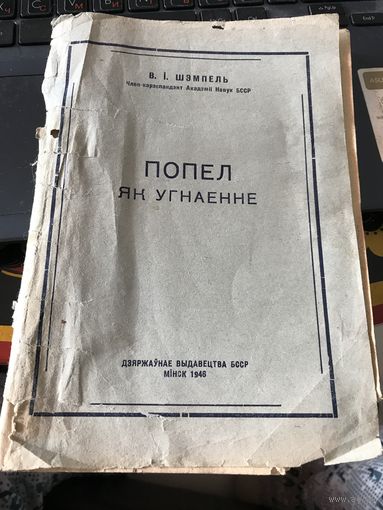 В. І. ШЭМПЕЛЬ
Член-карэспандэнт Акадэміі Навук БССР
ПОПЕЛ
ЯК УГНАЕННЕ
ДЗЯРЖАЎНАЕ ВЫДАВЕЦТВА БССР
МІНСК 1946